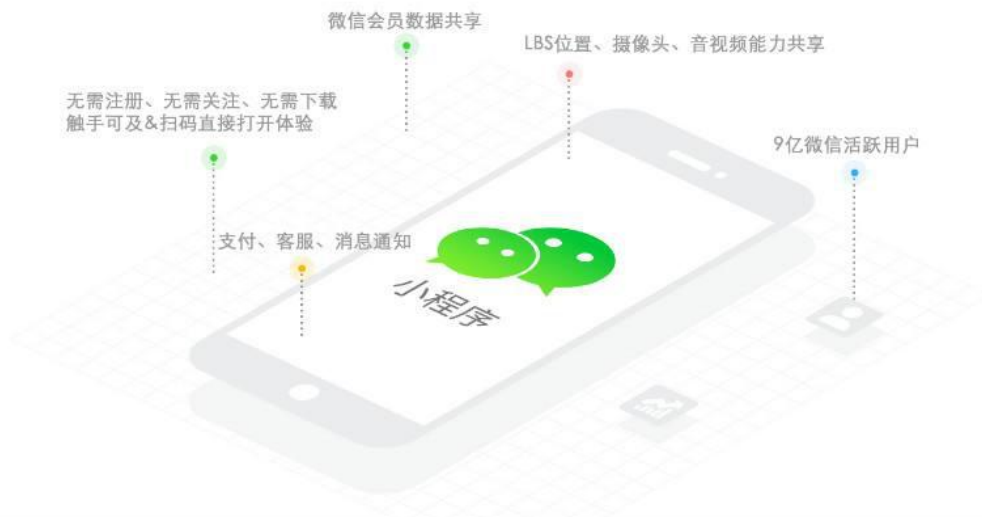 微信会员数据共享
LBS位置、摄像头、音视频能力共享
无需注册、无需关注、无需下载
触手可及&扫码直接打开体验
9亿微信活跃用户
支付、客服、消息通知
小程序